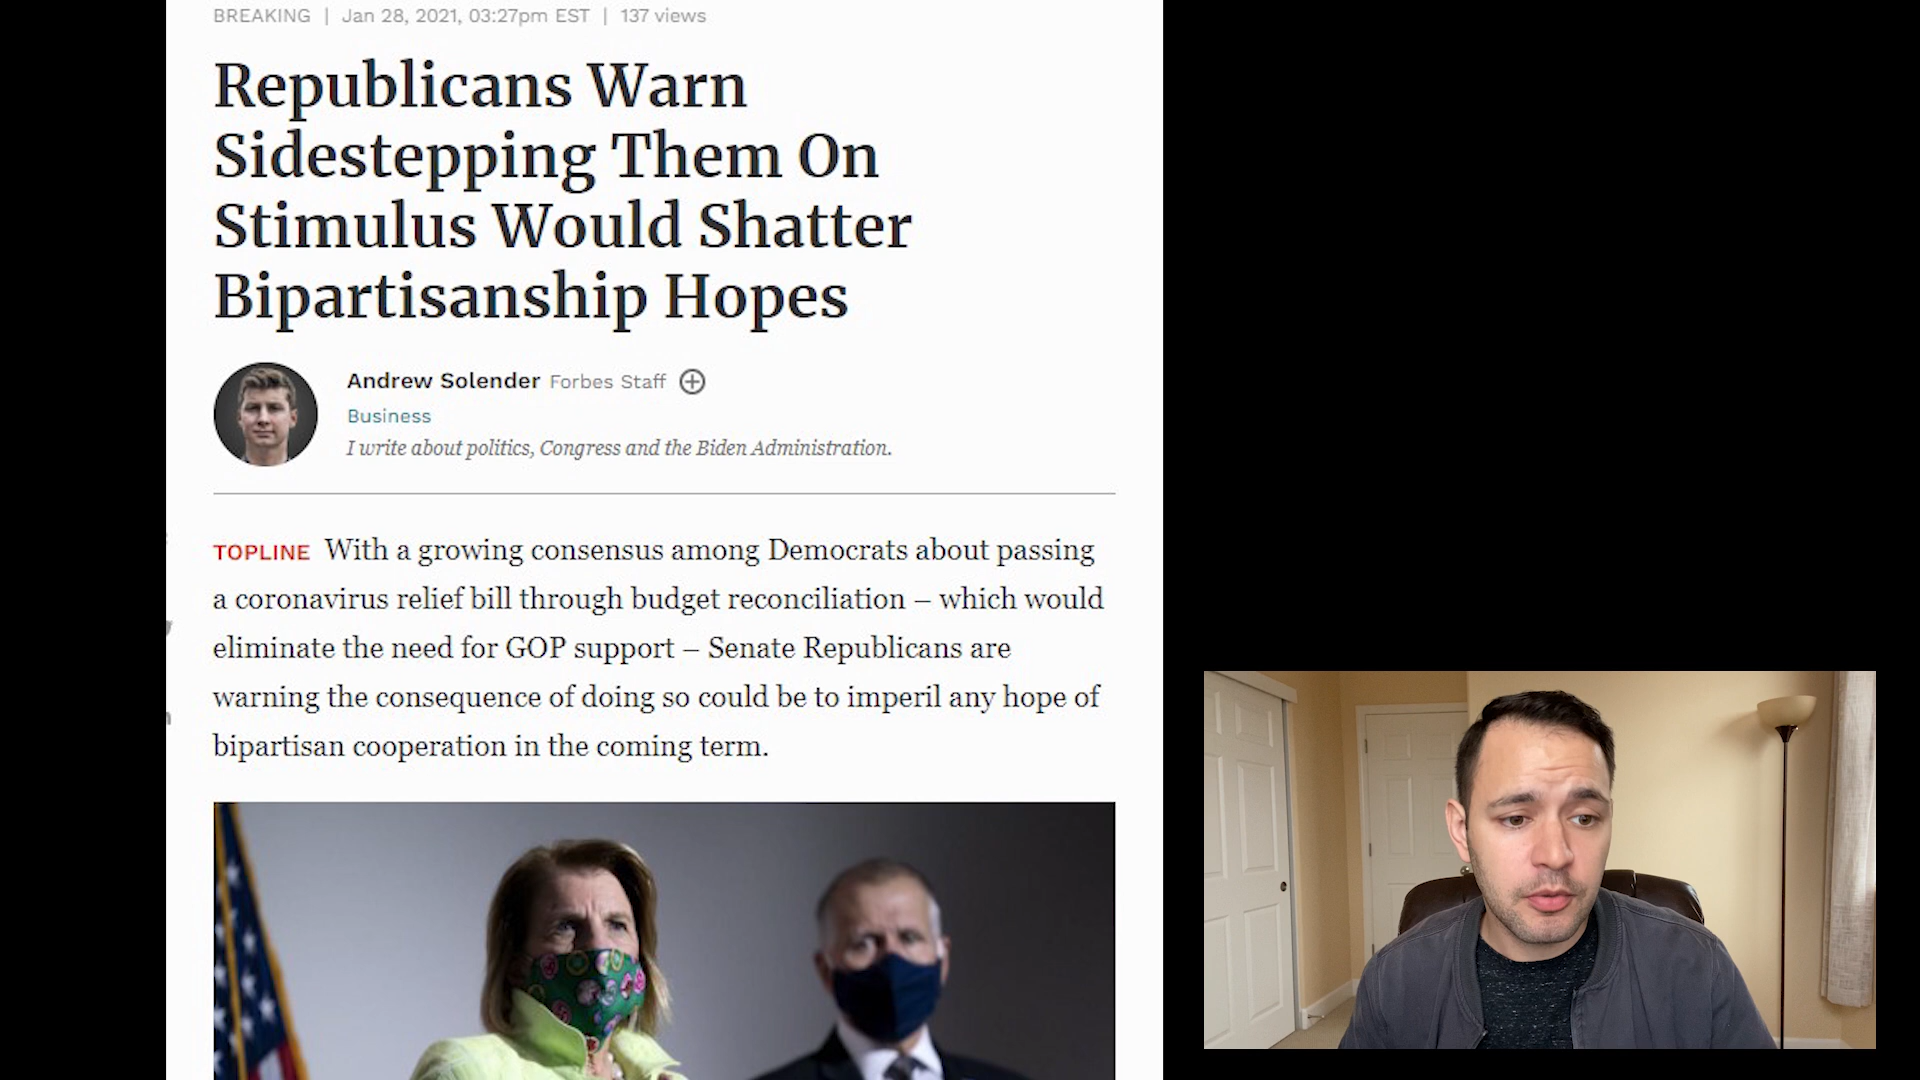 BREAKING | Jan 28, 2021, 03:27pm EST | 137 views
Republicans Warn
Sidestepping Them On
Stimulus Would Shatter
Bipartisanship Hopes
Andrew Solender Forbes Staff
Business
I write about politics, Congress and the Biden Administration.
TOPLINE With a growing consensus among Democrats about passing
a coronavirus relief bill through budget reconciliation – which would
eliminate the need for GOP support – Senate Republicans are
warning the consequence of doing so could be to imperil any hope of
bipartisan cooperation in the coming term.